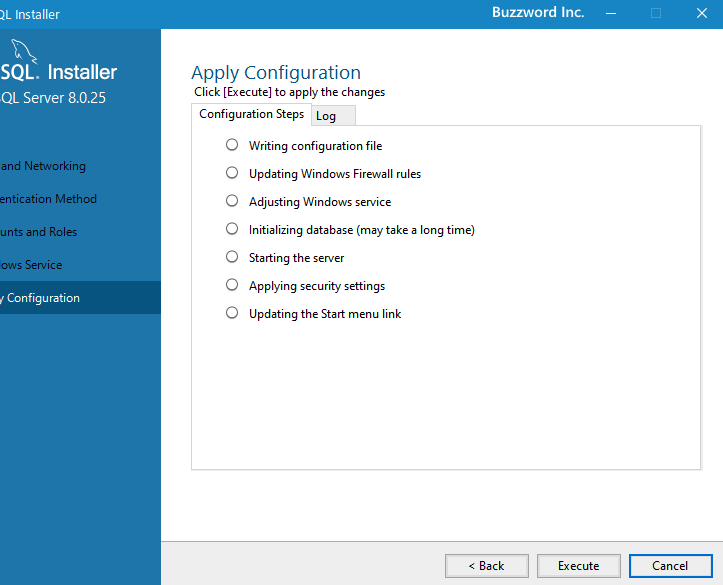 QL Installer
Buzzword Inc.
SQL. Installer
QL Server 8.0.25
and Networking
entication Method
unts and Roles
ows Service
y Configuration
Apply Configuration
Click [Execute] to apply the changes
Configuration Steps
Log
Writing configuration file
Updating Windows Firewall rules
Adjusting Windows service
Initializing database (may take a long time)
Starting the server
Applying security settings
Updating the Start menu link
< Back
Execute
Cancel